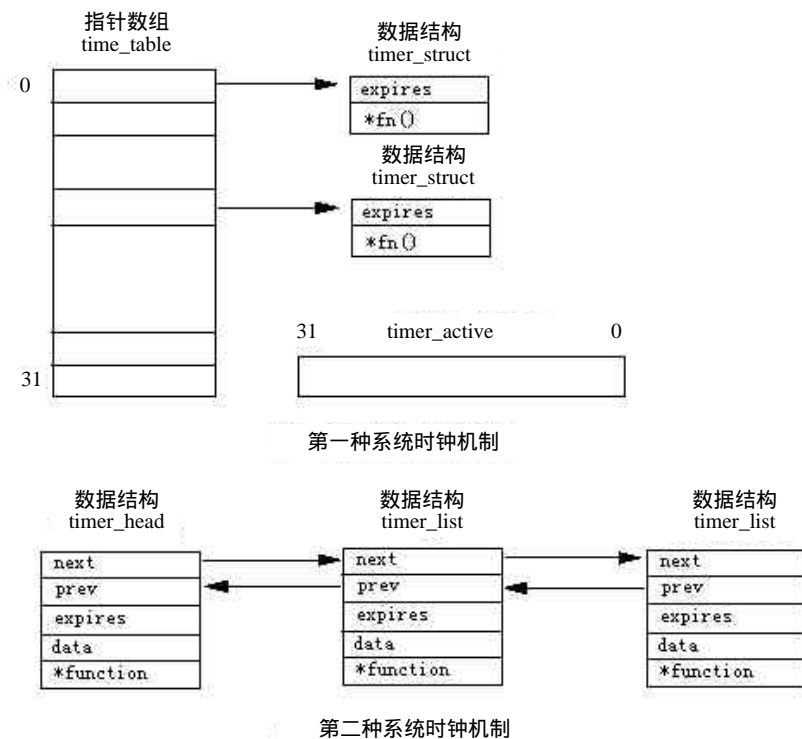 指针数组
time_table
数据结构
timer_struct
0
expires
*fn()
数据结构
timer_struct
expires
*fn()
31 timer_active 0
31
第一种系统时钟机制
数据结构
timer_head
数据结构
timer_list
数据结构
timer_list
next
prev
expires
data
*function
next
prev
expires
data
*function
next
prev
expires
data
*function
第二种系统时钟机制